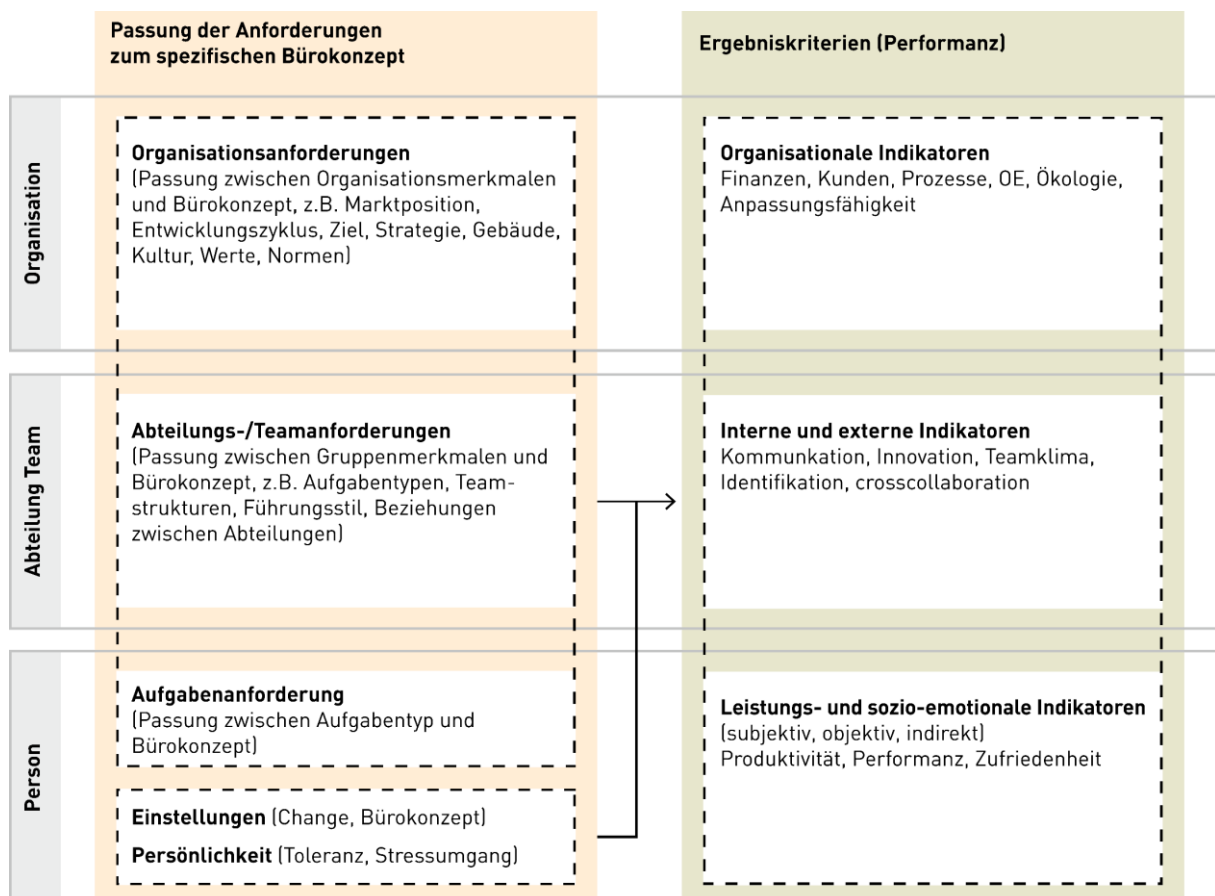 Passung der Anforderungen
zum spezifischen Bürokonzept
Ergebniskriterien (Performanz)
Organisation
Organisationsanforderungen
(Passung zwischen Organisationsmerkmalen
und Bürokonzept, z.B. Marktposition,
Entwicklungszyklus, Ziel, Strategie, Gebäude,
Kultur, Werte, Normen)
Organisationale Indikatoren
Finanzen, Kunden, Prozesse, OE, Ökologie,
Anpassungsfähigkeit
Abteilung Team
Abteilungs-/Teamanforderungen
(Passung zwischen Gruppenmerkmalen und
Bürokonzept, z.B. Aufgabentypen, Team-
strukturen, Führungsstil, Beziehungen
zwischen Abteilungen)
Interne und externe Indikatoren
Kommunkation, Innovation, Teamklima,
Identifikation, crosscollaboration
Person
Aufgabenanforderung
(Passung zwischen Aufgabentyp und
Bürokonzept)
Einstellungen (Change, Bürokonzept)
Persönlichkeit (Toleranz, Stressumgang)
Leistungs- und sozio-emotionale Indikatoren
(subjektiv, objektiv, indirekt)
Produktivität, Performanz, Zufriedenheit